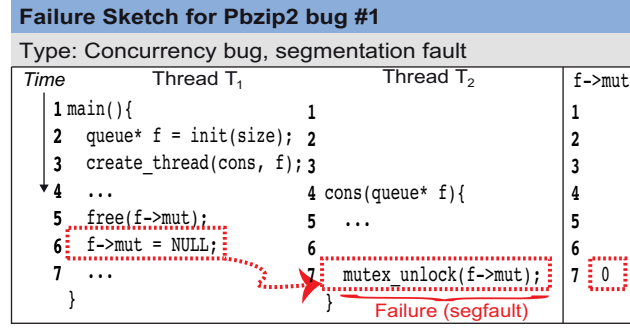 Failure Sketch for Pbzip2 bug #1
Type: Concurrency bug, segmentation fault
Time Thread T1 Thread T2 f->mut
1 main(){ 1 1
2 queue* f = init(size); 2 2
3 create_thread(cons, f); 3 3
4 ... 4 cons(queue* f){ 4
5 free(f->mut); 5 ... 5
6 f->mut = NULL; 6 6
7 ... 7 mutex_unlock(f->mut); 7 0
} } Failure (segfault)